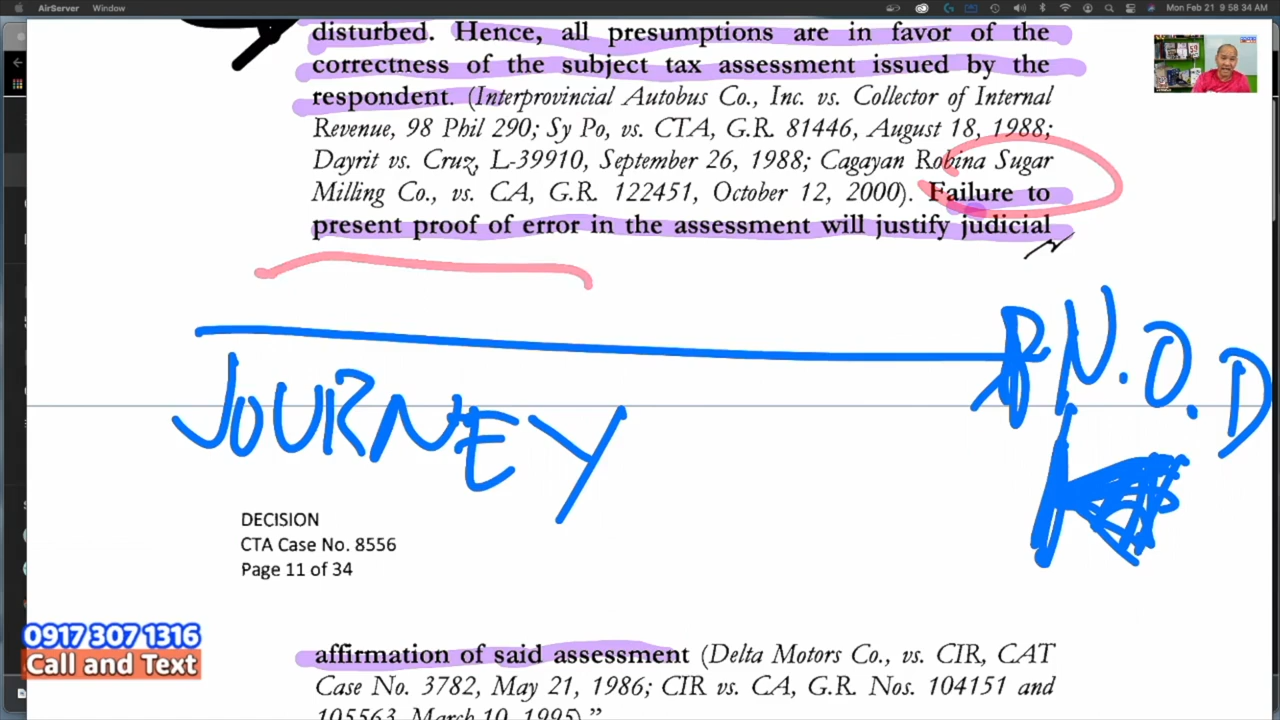 AirServer Window Mon Feb 21 9 58 34 AM
disturbed. Hence, all presumptions are in favor of the
correctness of the subject tax assessment issued by the
respondent. (Interprovincial Autobus Co., Inc. vs. Collector of Internal
Revenue, 98 Phil 290; Sy Po, vs. CTA, G.R. 81446, August 18, 1988;
Dayrit vs. Cruz, L-39910, September 26, 1988; Cagayan Robina Sugar
Milling Co., vs. CA, G.R. 122451, October 12, 2000). Failure to
present proof of error in the assessment will justify judicial
N.O.D
JOURNEY
DECISION
CTA Case No. 8556
Page 11 of 34
0917 307 1316
Call and Text
affirmation of said assessment (Delta Motors Co., vs. CIR, CAT
Case No. 3782, May 21, 1986; CIR vs. CA, G.R. Nos. 104151 and
105563, March 10, 1995)."